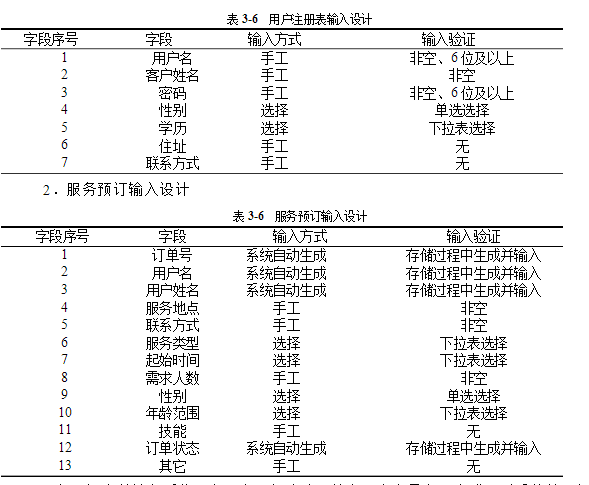 表 3-6 用户注册表输入设计
字段序号 字段 输入方式 输入验证
1 用户名 手工 非空、6 位及以上
2 客户姓名 手工 非空
3 密码 手工 非空、6 位及以上
4 性别 选择 单选选择
5 学历 选择 下拉表选择
6 住址 手工 无
7 联系方式 手工 无
2．服务预订输入设计
表 3-6 服务预订输入设计
字段序号 字段 输入方式 输入验证
1 订单号 系统自动生成 存储过程中生成并输入
2 用户名 系统自动生成 存储过程中生成并输入
3 用户姓名 系统自动生成 存储过程中生成并输入
4 服务地点 手工 非空
5 联系方式 手工 非空
6 服务类型 选择 下拉表选择
7 起始时间 选择 下拉表选择
8 需求人数 手工 非空
9 性别 选择 单选选择
10 年龄范围 选择 下拉表选择
11 技能 手工 无
12 订单状态 系统自动生成 存储过程中生成并输入
13 其它 手工 无